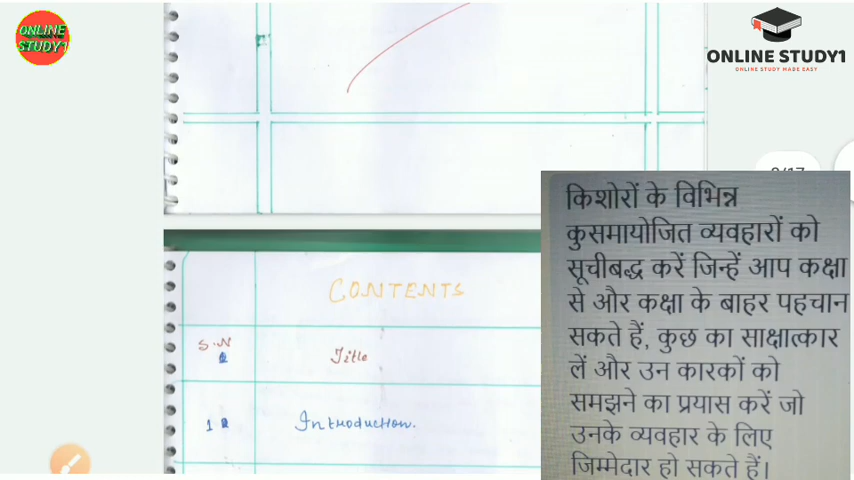 ONLINE
STUDY1
ONLINE STUDY1
ONLINE STUDY MADE EASY
किशोरों के विभिन्न
कुसमायोजित व्यवहारों को
सूचीबद्ध करें जिन्हें आप कक्षा
से और कक्षा के बाहर पहचान
सकते हैं, कुछ का साक्षात्कार
लें और उन कारकों को
समझने का प्रयास करें जो
उनके व्यवहार के लिए
जिम्मेदार हो सकते हैं।
CONTENTS
S.N Title
1 Introduction.